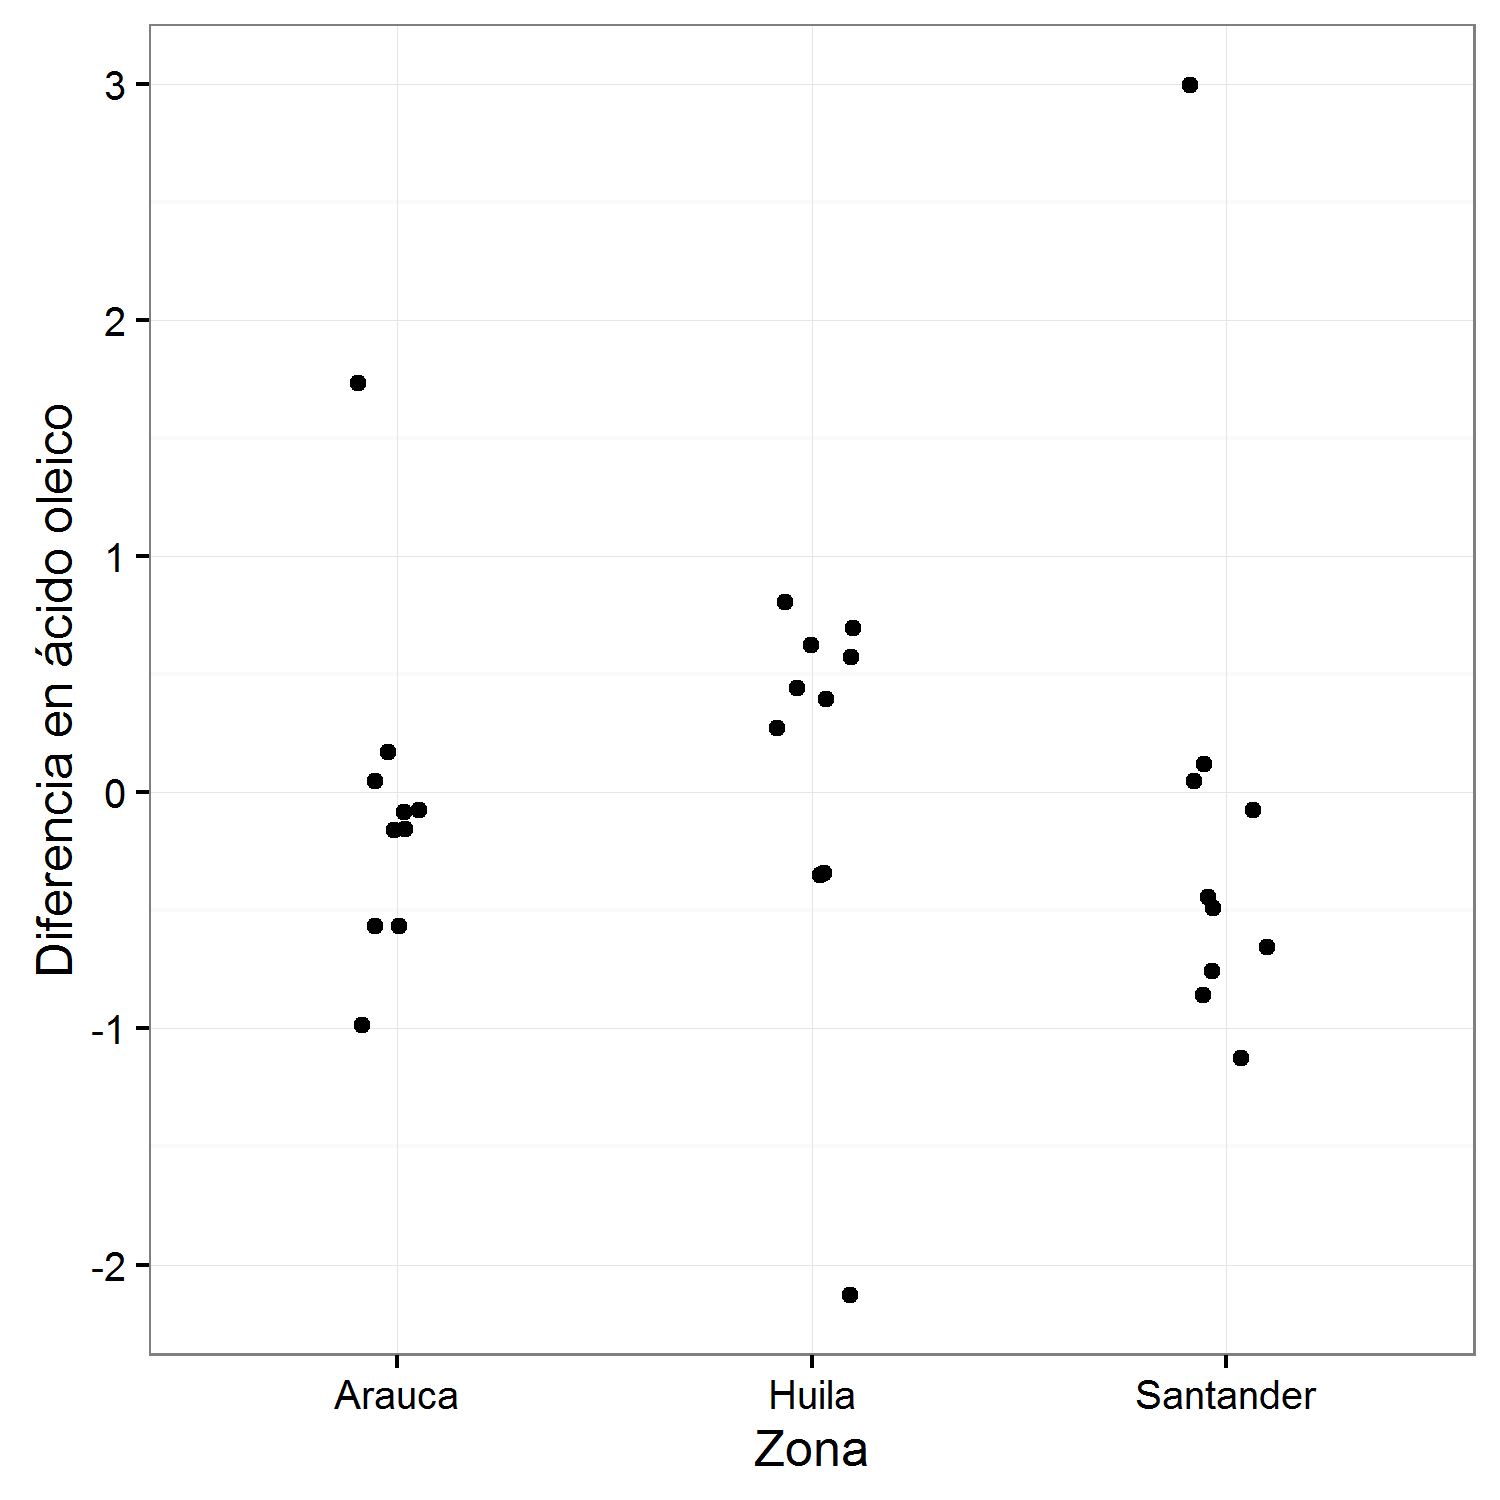 Diferencia en ácido oleico
3
2
1
0
-1
-2
Arauca
Huila
Santander
Zona